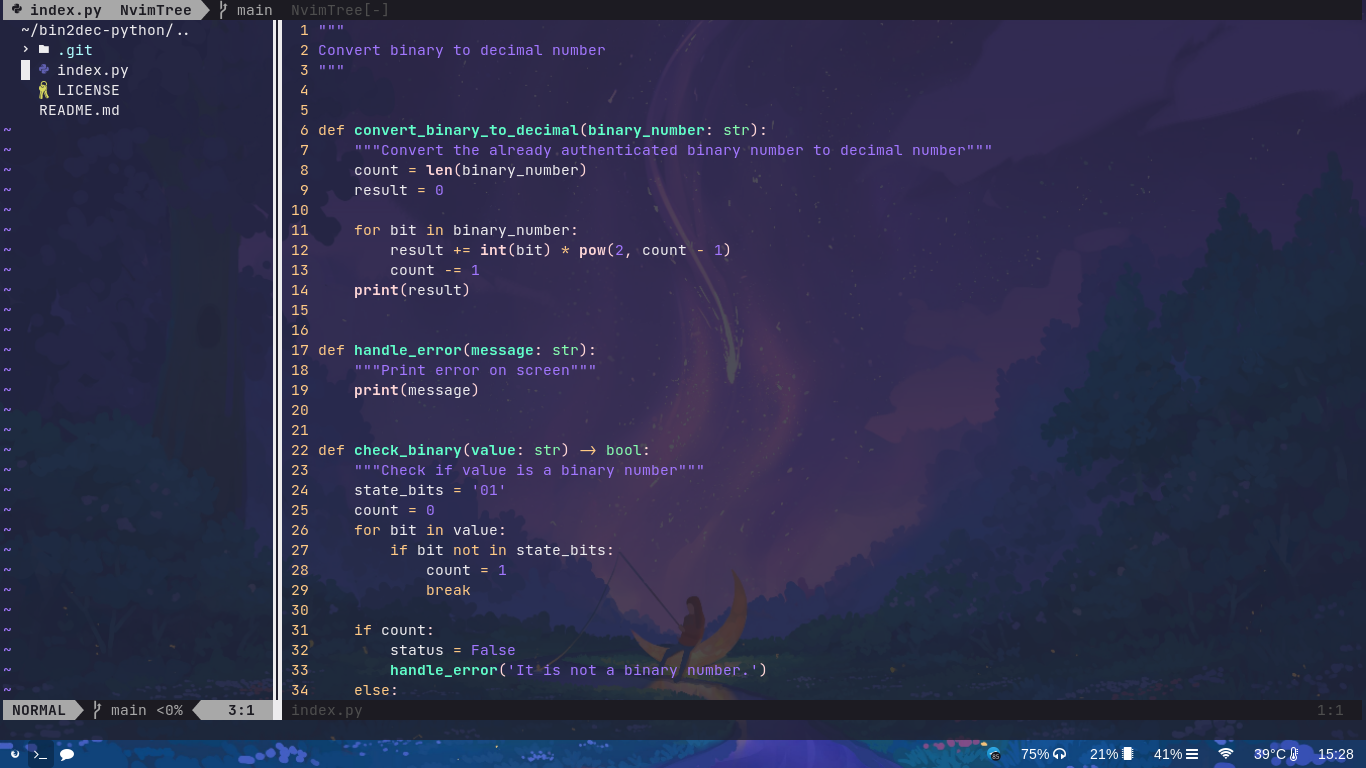 index.py NvimTree main NvimTree[-]
~/bin2dec-python/..
.git
index.py
LICENSE
README.md
1 """
2 Convert binary to decimal number
3 """
4
5
6 def convert_binary_to_decimal(binary_number: str):
7     """Convert the already authenticated binary number to decimal number"""
8     count = len(binary_number)
9     result = 0
10
11     for bit in binary_number:
12         result += int(bit) * pow(2, count - 1)
13         count -= 1
14     print(result)
15
16
17 def handle_error(message: str):
18     """Print error on screen"""
19     print(message)
20
21
22 def check_binary(value: str) -> bool:
23     """Check if value is a binary number"""
24     state_bits = '01'
25     count = 0
26     for bit in value:
27         if bit not in state_bits:
28             count = 1
29             break
30
31     if count:
32         status = False
33         handle_error('It is not a binary number.')
34     else:
NORMAL main <0% 3:1 index.py 1:1
85 75% 21% 41% 39°C 15:28